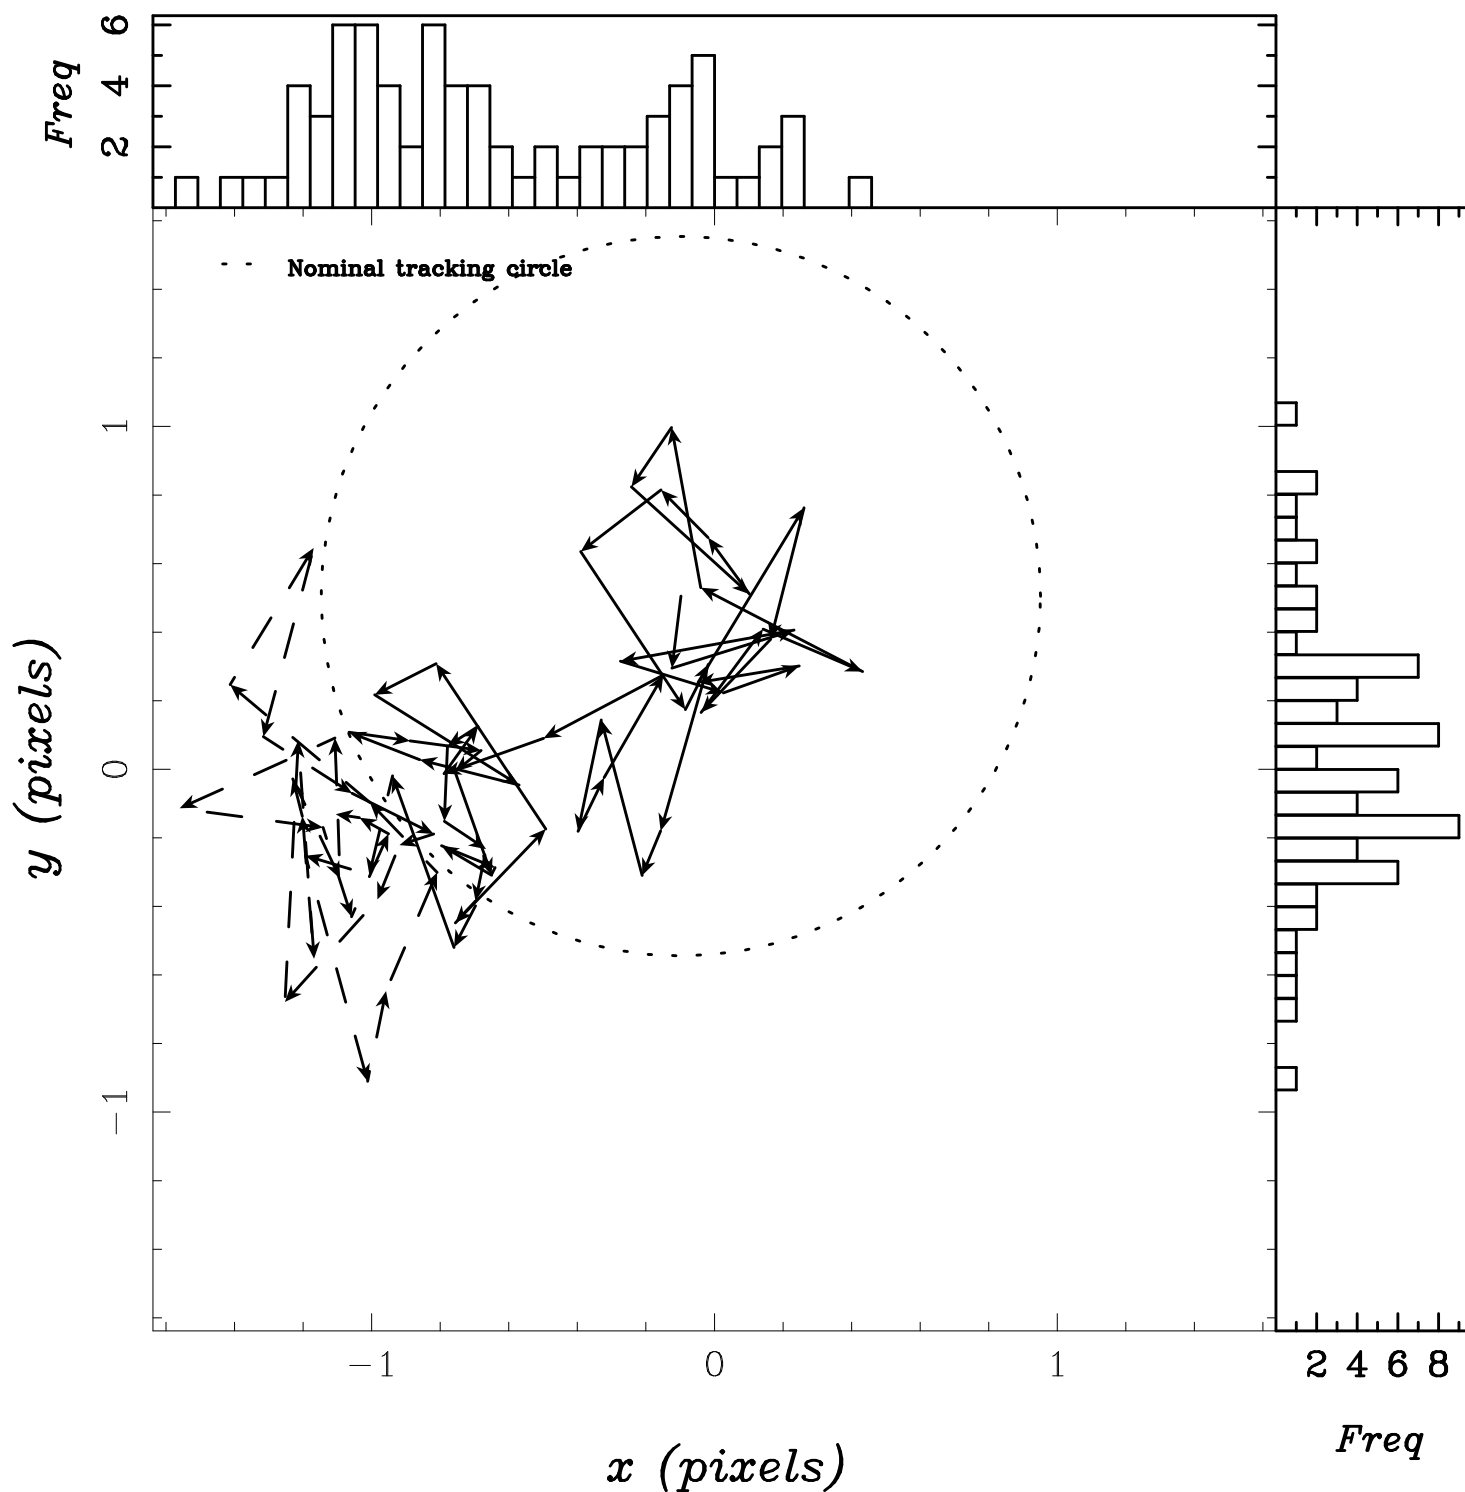 Freq
6
4
2
Nominal tracking circle
y (pixels)
1
0
−1
−1 0 1
2 4 6 8
x (pixels)
Freq